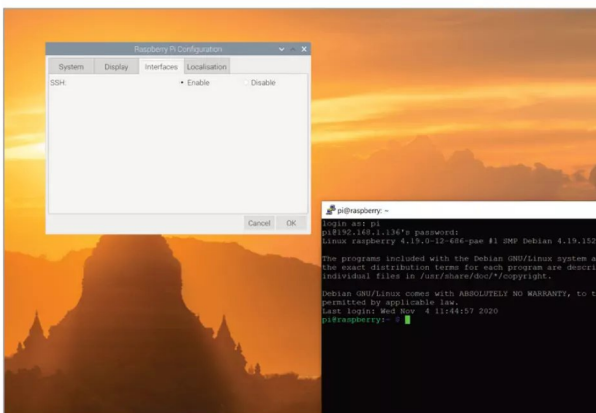 Raspberry Pi Configuration
System Display Interfaces Localisation
SSH: Enable Disable
Cancel OK
pi@raspberry: ~
login as: pi
pi@192.168.1.136's password:
Linux raspberry 4.19.0-12-686-pae #1 SMP Debian 4.19.152
The programs included with the Debian GNU/Linux system a
the exact distribution terms for each program are descri
individual files in /usr/share/doc/*/copyright.
Debian GNU/Linux comes with ABSOLUTELY NO WARRANTY, to t
permitted by applicable law.
Last login: Wed Nov 4 11:44:57 2020
pi@raspberry:~